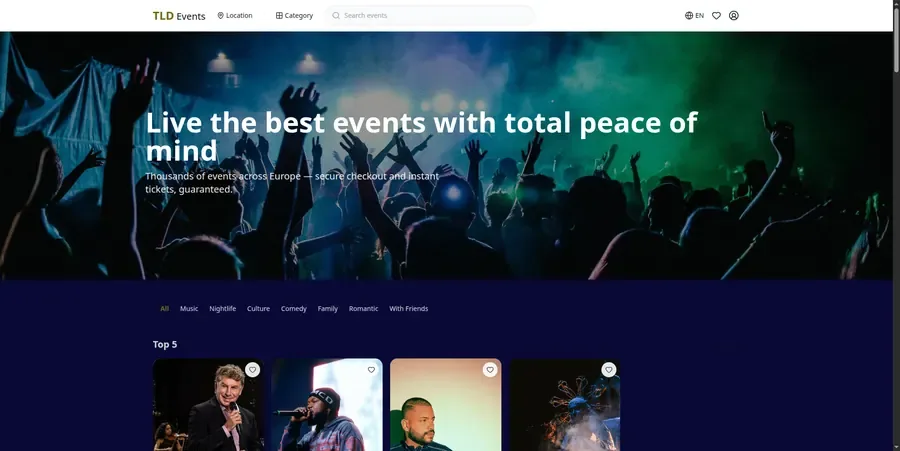 TLD Events
Location
Category
Search events
EN
Live the best events with total peace of
mind
Thousands of events across Europe — secure checkout and instant
tickets, guaranteed.
All
Music
Nightlife
Culture
Comedy
Family
Romantic
With Friends
Top 5